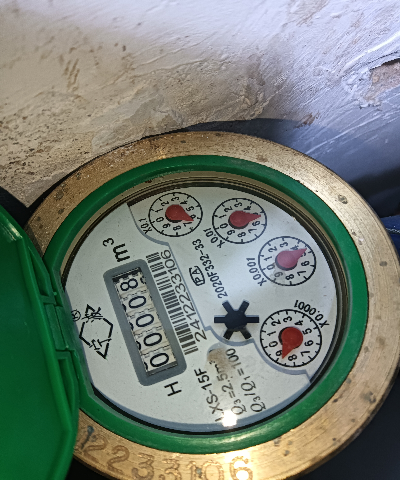 m³
00008
H
2412233106
2020F332-33
X0.1
X0.01
X0.001
X0.0001
LXS-15F
Q₃=2.5m³
Q₃/Q₁=100
12233106